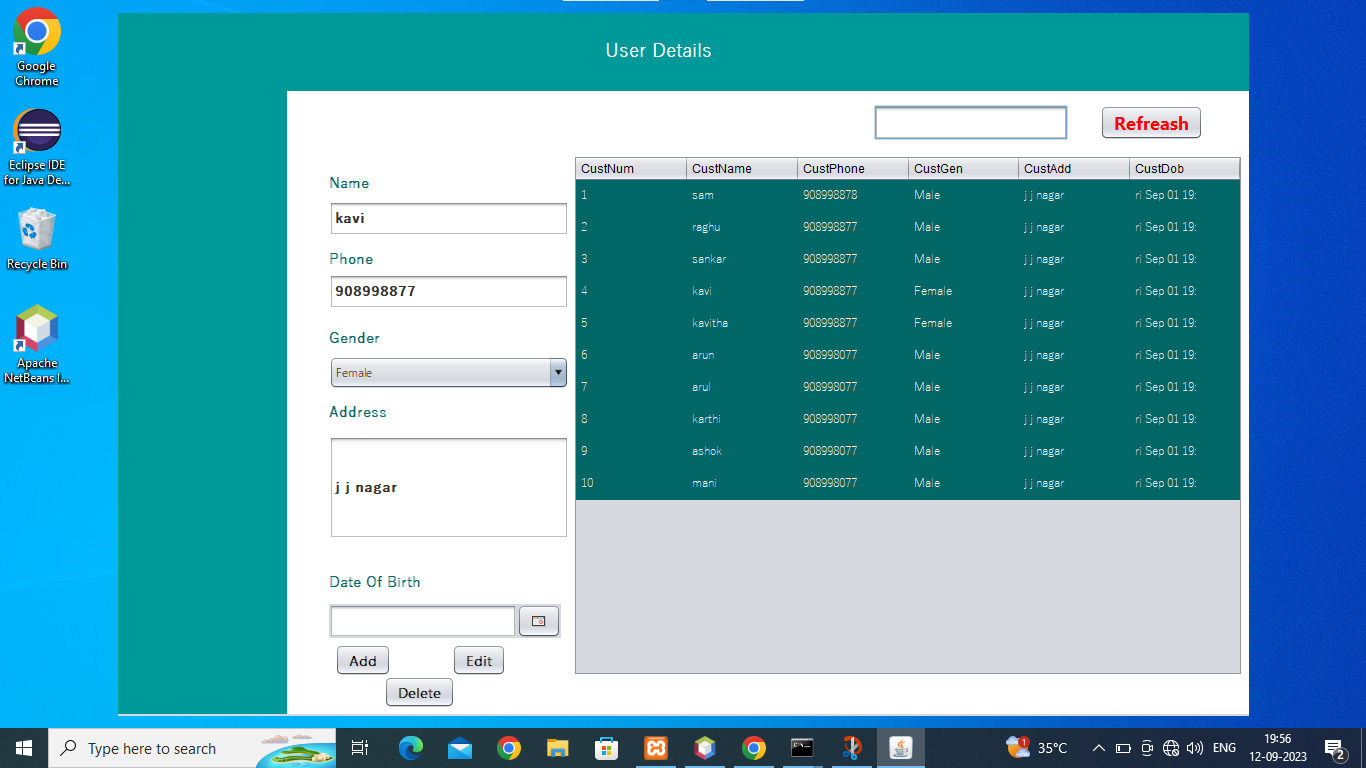 Google
Chrome
Eclipse IDE
for Java De...
Recycle Bin
Apache
NetBeans I...
User Details
Refreash
Name
kavi
Phone
908998877
Gender
Female
Address
j j nagar
Date Of Birth
Add
Edit
Delete
CustNum CustName CustPhone CustGen CustAdd CustDob
1 sam 908998878 Male j j nagar ri Sep 01 19:
2 raghu 908998877 Male j j nagar ri Sep 01 19:
3 sankar 908998877 Male j j nagar ri Sep 01 19:
4 kavi 908998877 Female j j nagar ri Sep 01 19:
5 kavitha 908998877 Female j j nagar ri Sep 01 19:
6 arun 908998077 Male j j nagar ri Sep 01 19:
7 arul 908998077 Male j j nagar ri Sep 01 19:
8 karthi 908998077 Male j j nagar ri Sep 01 19:
9 ashok 908998077 Male j j nagar ri Sep 01 19:
10 mani 908998077 Male j j nagar ri Sep 01 19:
Type here to search
1
35°C
ENG
19:56
12-09-2023
2